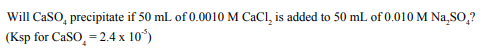 Will CaSO₄ precipitate if 50 mL of 0.0010 M CaCl₂ is added to 50 mL of 0.010 M Na₂SO₄?
(Ksp for CaSO₄ = 2.4 x 10⁻⁵)